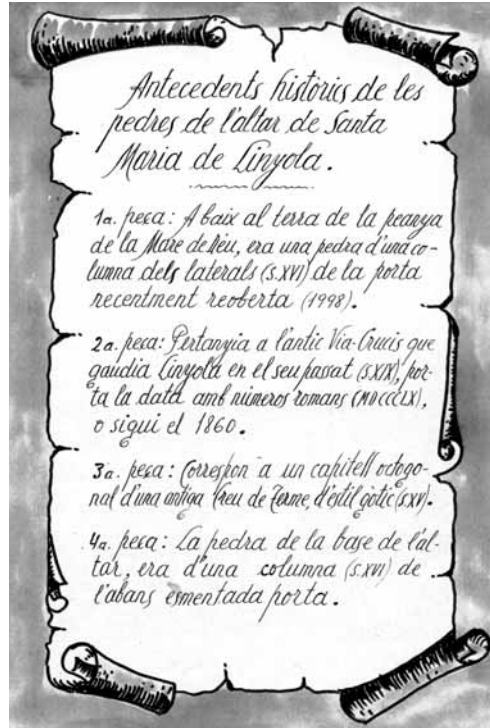 Antecedents històrics de les
pedres de l'altar de Santa
Maria de Linyola.
1a. peça: A baix al terra de la peanya
de la Mare de Déu, era una pedra d'una co-
lumna dels laterals (s.XVI) de la porta
recentment reoberta (1998).
2a. peça: Pertanyia a l'antic Via-Crucis que
gaudia Linyola en el seu passat (s.XIX), por-
ta la data amb números romans (MDCCCLX),
o sigui el 1860.
3a. peça: Correspon a un capitell octogo-
nal d'una antiga Creu de Terme, d'estil gòtic (s.XV).
4a. peça: La pedra de la base de l'al-
tar, era d'una columna (s.XVI) de
l'abans esmentada porta.